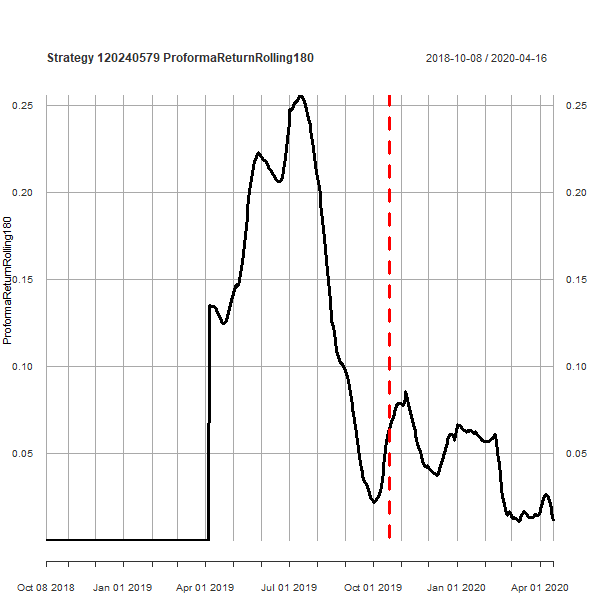 Strategy 120240579 ProformaReturnRolling180
2018-10-08 / 2020-04-16
ProformaReturnRolling180
0.25
0.20
0.15
0.10
0.05
0.25
0.20
0.15
0.10
0.05
Oct 08 2018
Jan 01 2019
Apr 01 2019
Jul 01 2019
Oct 01 2019
Jan 01 2020
Apr 01 2020